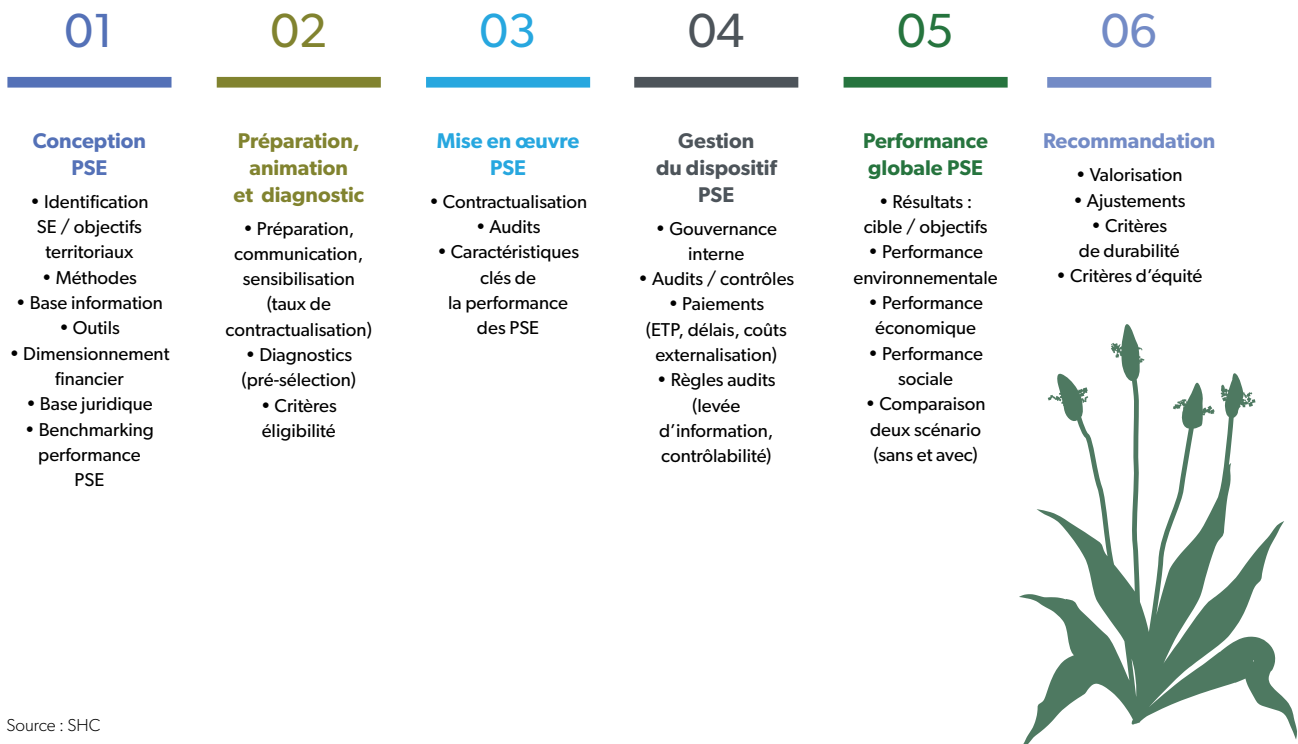 01
Conception
PSE
• Identification
SE / objectifs
territoriaux
• Méthodes
• Base information
• Outils
• Dimensionnement
financier
• Base juridique
• Benchmarking
performance
PSE
02
Préparation,
animation
et diagnostic
• Préparation,
communication,
sensibilisation
(taux de
contractualisation)
• Diagnostics
(pré-sélection)
• Critères
éligibilité
03
Mise en œuvre
PSE
• Contractualisation
• Audits
• Caractéristiques
clés de
la performance
des PSE
04
Gestion
du dispositif
PSE
• Gouvernance
interne
• Audits / contrôles
• Paiements
(ETP, délais, coûts
externalisation)
• Règles audits
(levée
d’information,
contrôlabilité)
05
Performance
globale PSE
• Résultats :
cible / objectifs
• Performance
environnementale
• Performance
économique
• Performance
sociale
• Comparaison
deux scénario
(sans et avec)
06
Recommandation
• Valorisation
• Ajustements
• Critères
de durabilité
• Critères d’équité
Source : SHC